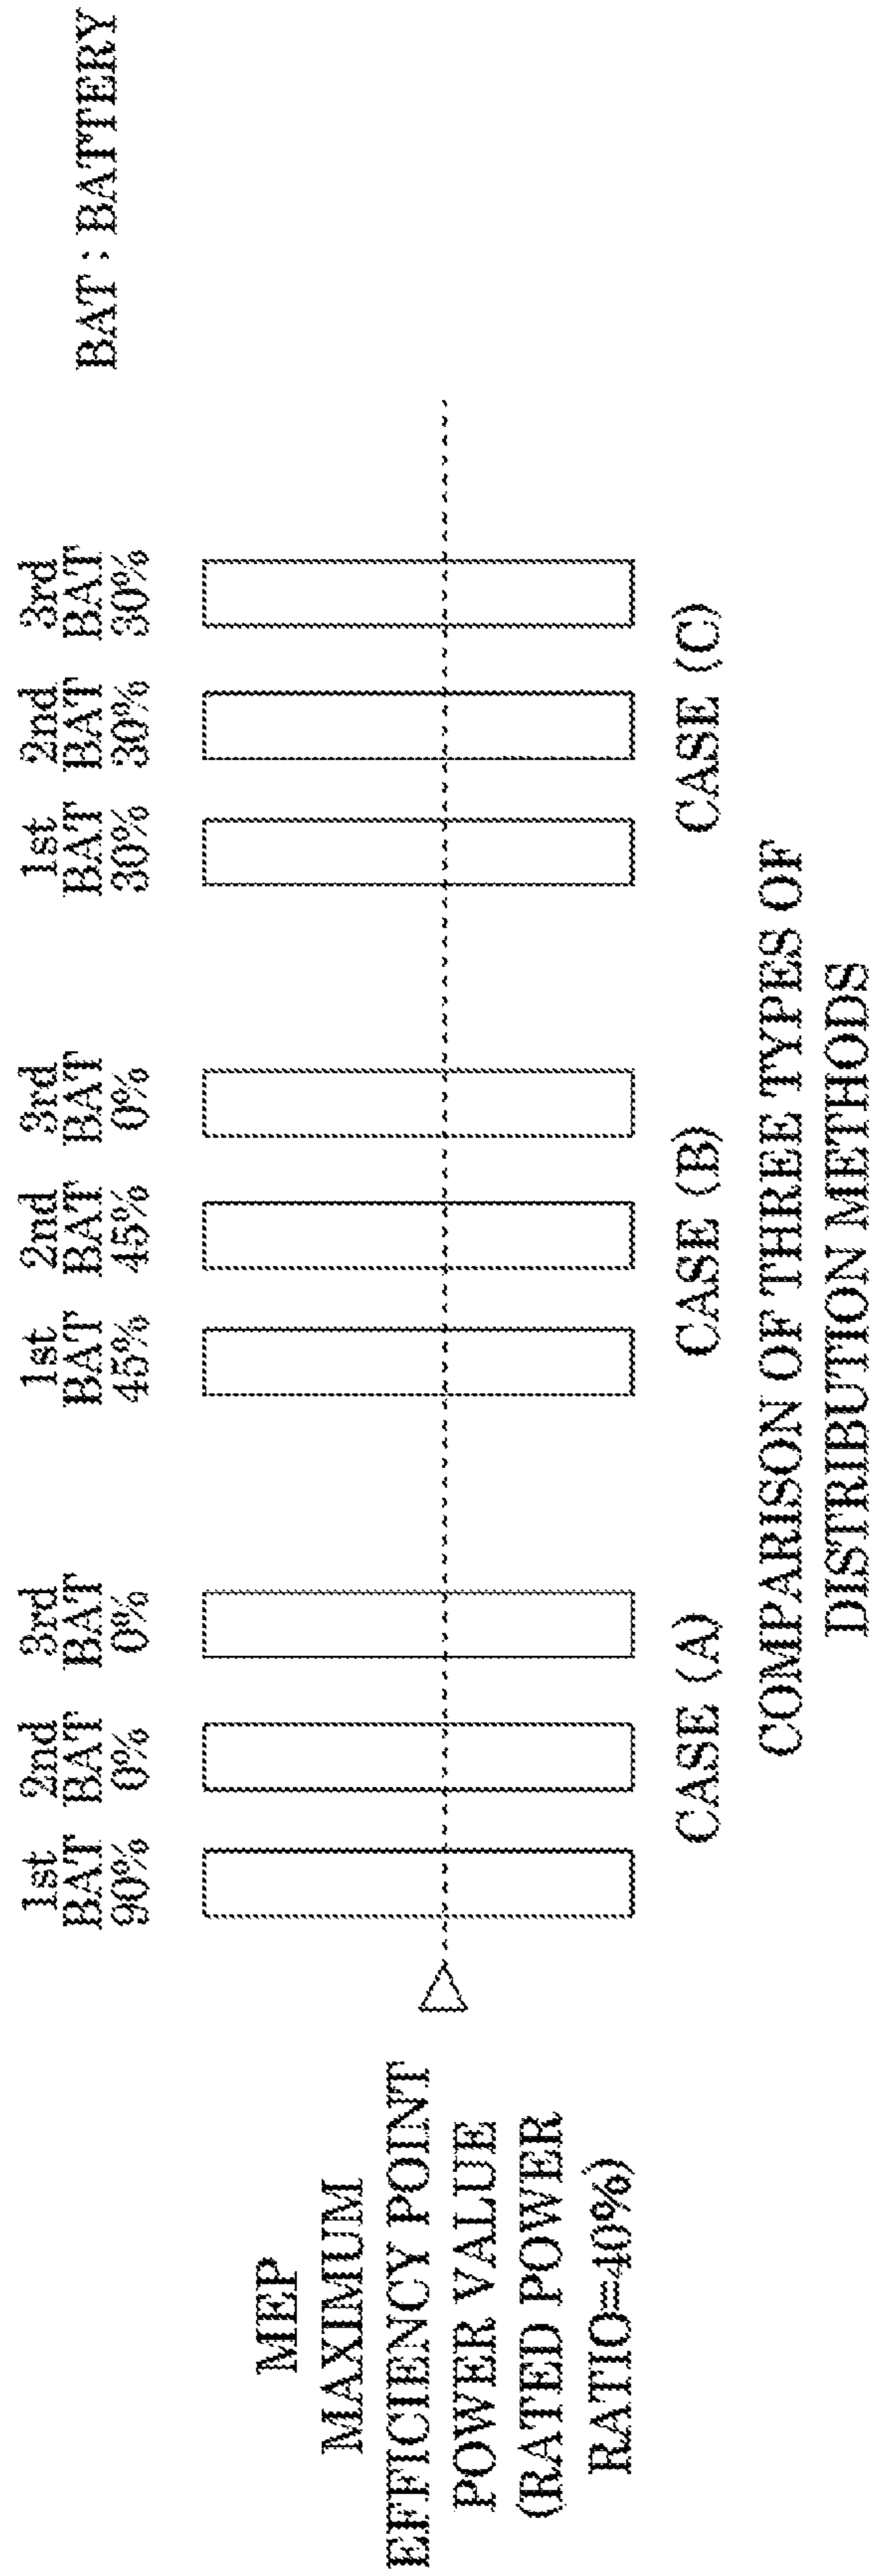 BAT : BATTERY
1st
BAT
90%
2nd
BAT
0%
3rd
BAT
0%
1st
BAT
45%
2nd
BAT
45%
3rd
BAT
0%
1st
BAT
30%
2nd
BAT
30%
3rd
BAT
30%
MEP
MAXIMUM
EFFICIENCY POINT
POWER VALUE
(RATED POWER
RATIO=40%)
CASE (A)
CASE (B)
CASE (C)
COMPARISON OF THREE TYPES OF
DISTRIBUTION METHODS